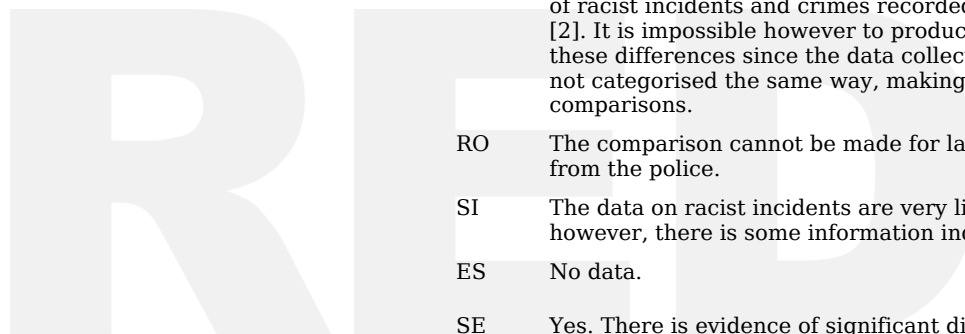 of racist incidents and crimes recorded
[2]. It is impossible however to produc
these differences since the data collec
not categorised the same way, making
comparisons.
RO The comparison cannot be made for la
from the police.
SI The data on racist incidents are very li
however, there is some information in
ES No data.
SE Yes. There is evidence of significant di
RED